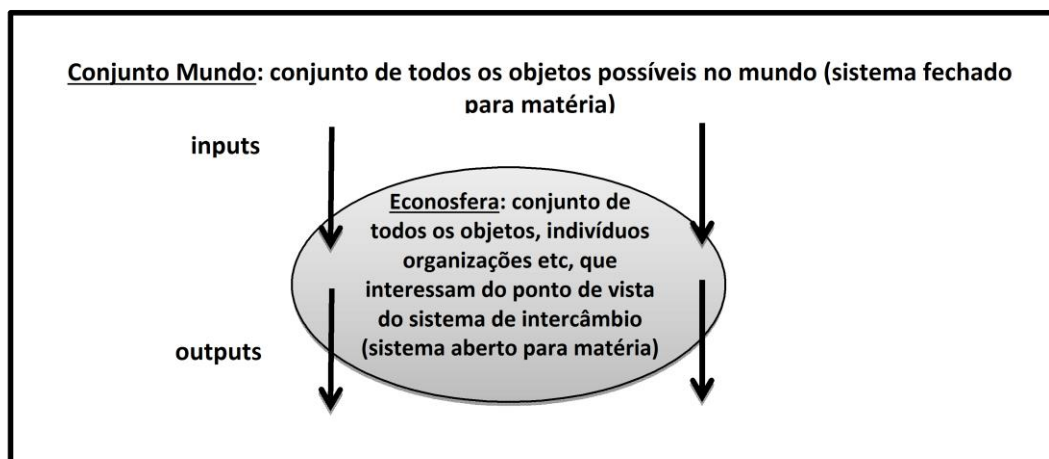 Conjunto Mundo: conjunto de todos os objetos possíveis no mundo (sistema fechado
para matéria)
inputs
Econosfera: conjunto de
todos os objetos, indivíduos
organizações etc, que
interessam do ponto de vista
do sistema de intercâmbio
(sistema aberto para matéria)
outputs